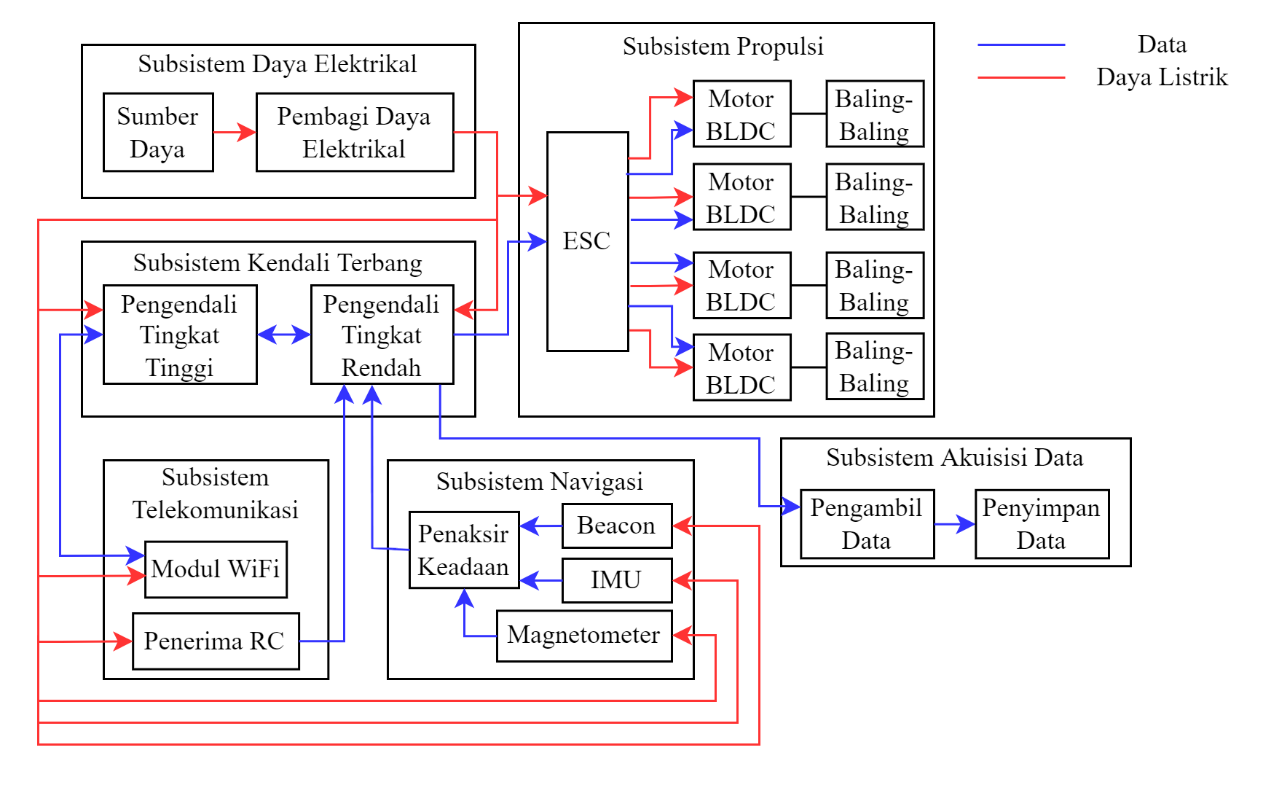 Subsistem Daya Elektrikal
Sumber
Daya
Pembagi Daya
Elektrikal
Subsistem Propulsi
ESC
Motor
BLDC
Baling-
Baling
Motor
BLDC
Baling-
Baling
Motor
BLDC
Baling-
Baling
Motor
BLDC
Baling-
Baling
Data
Daya Listrik
Subsistem Kendali Terbang
Pengendali
Tingkat
Tinggi
Pengendali
Tingkat
Rendah
Subsistem
Telekomunikasi
Modul WiFi
Penerima RC
Subsistem Navigasi
Penaksir
Keadaan
Beacon
IMU
Magnetometer
Subsistem Akuisisi Data
Pengambil
Data
Penyimpan
Data